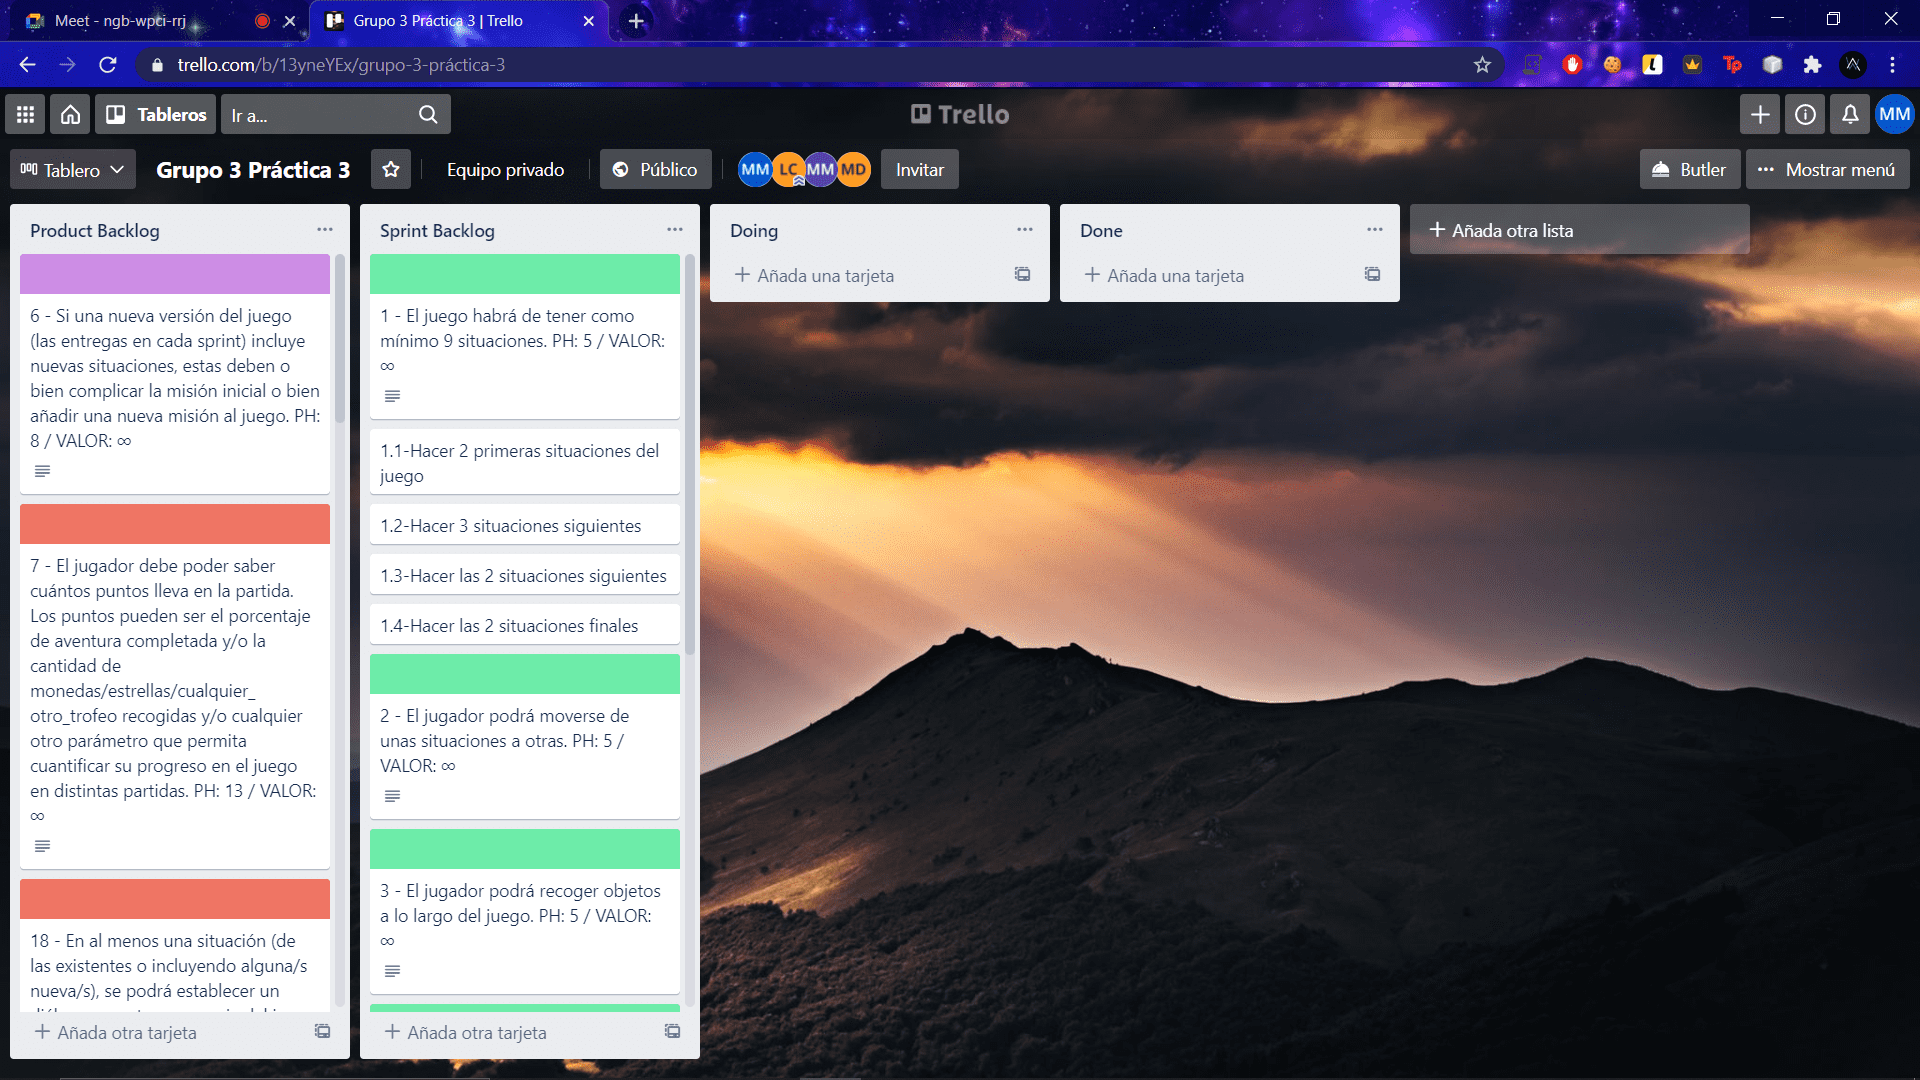 Meet - ngb-wpci-rrj
Grupo 3 Práctica 3 | Trello
trello.com/b/13yneYEx/grupo-3-práctica-3
Tableros
Ir a...
Trello
MM
Tablero
Grupo 3 Práctica 3
Equipo privado
Público
MM LC MM MD
Invitar
Butler
Mostrar menú
Product Backlog
6 - Si una nueva versión del juego
(las entregas en cada sprint) incluye
nuevas situaciones, estas deben o
bien complicar la misión inicial o bien
añadir una nueva misión al juego. PH:
8 / VALOR: ∞
7 - El jugador debe poder saber
cuántos puntos lleva en la partida.
Los puntos pueden ser el porcentaje
de aventura completada y/o la
cantidad de
monedas/estrellas/cualquier_
otro_trofeo recogidas y/o cualquier
otro parámetro que permita
cuantificar su progreso en el juego
en distintas partidas. PH: 13 / VALOR:
∞
18 - En al menos una situación (de
las existentes o incluyendo alguna/s
nueva/s), se podrá establecer un
Añada otra tarjeta
Sprint Backlog
1 - El juego habrá de tener como
mínimo 9 situaciones. PH: 5 / VALOR:
∞
1.1-Hacer 2 primeras situaciones del
juego
1.2-Hacer 3 situaciones siguientes
1.3-Hacer las 2 situaciones siguientes
1.4-Hacer las 2 situaciones finales
2 - El jugador podrá moverse de
unas situaciones a otras. PH: 5 /
VALOR: ∞
3 - El jugador podrá recoger objetos
a lo largo del juego. PH: 5 / VALOR:
∞
Añada otra tarjeta
Doing
Añada una tarjeta
Done
Añada una tarjeta
Añada otra lista